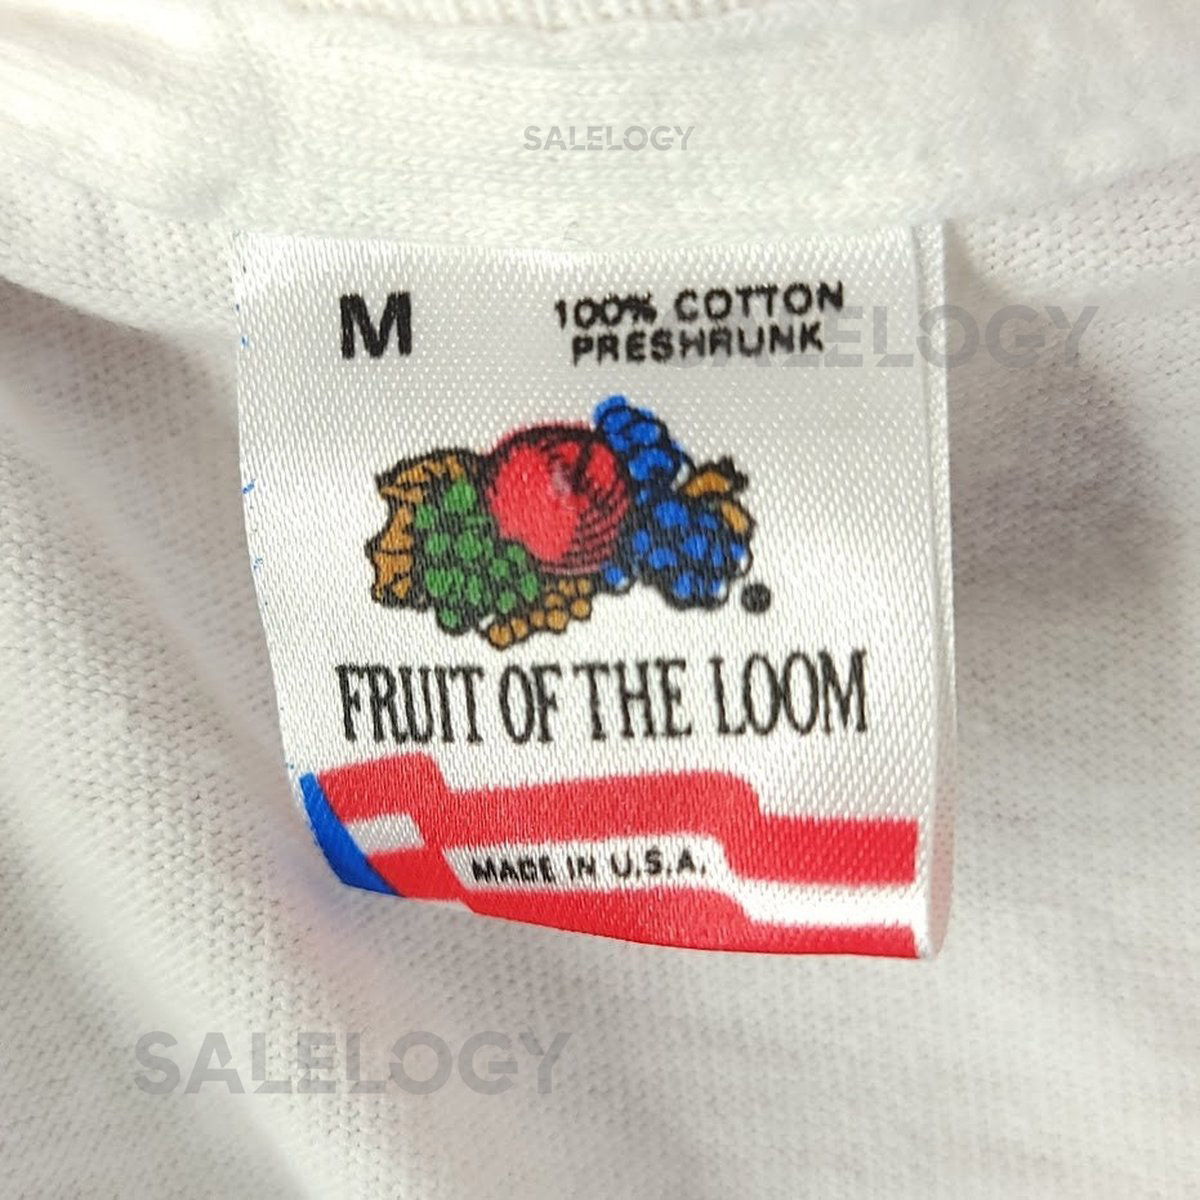 SALELOGY
M
100% COTTON
PRESHRUNK
SALELOGY
FRUIT OF THE LOOM
MADE IN U.S.A.
SALELOGY